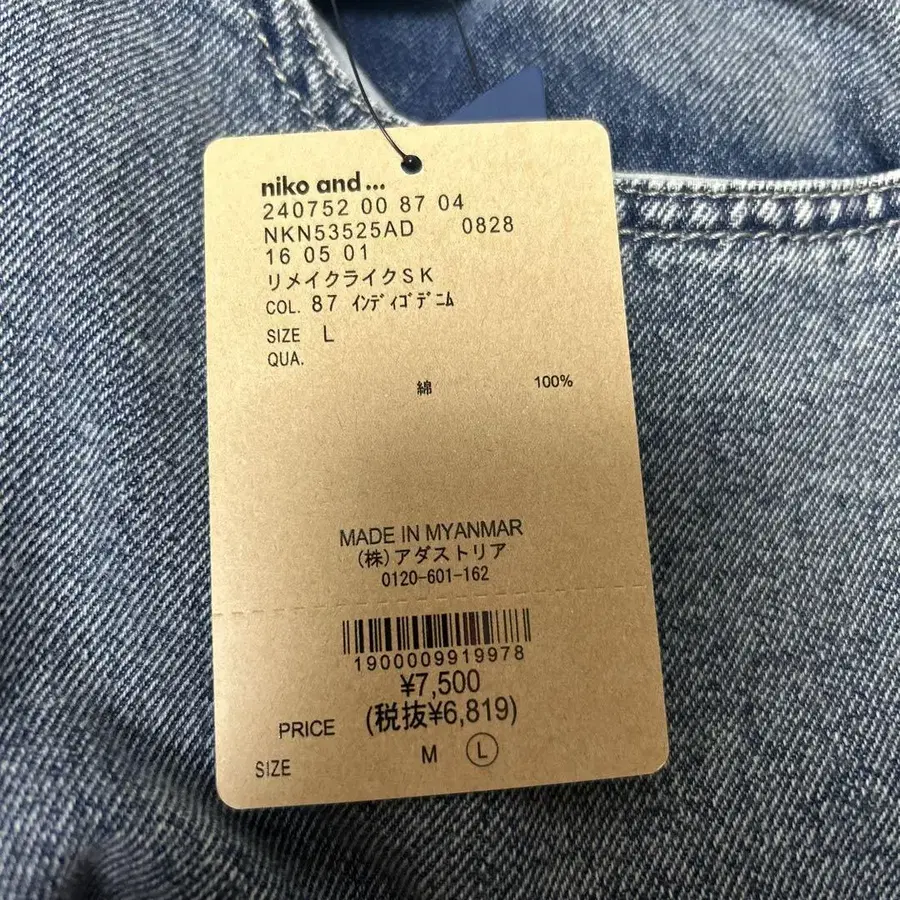 niko and...
240752 00 87 04
NKN53525AD 0828
16 05 01
リメイクライクSK
COL. 87 ｲﾝﾃﾞｨｺﾞﾃﾞﾆﾑ
SIZE L
QUA.
綿 100%
MADE IN MYANMAR
(株)アダストリア
0120-601-162
1900009919978
¥7,500
PRICE (税抜¥6,819)
SIZE M L